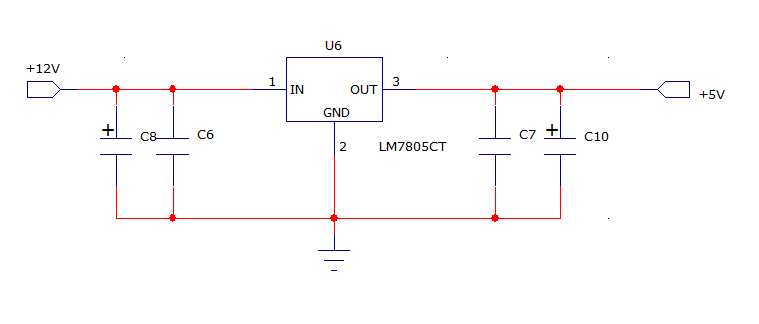 U6
+12V
1
IN
OUT
3
+5V
GND
+
C8
C6
2
LM7805CT
C7
+
C10